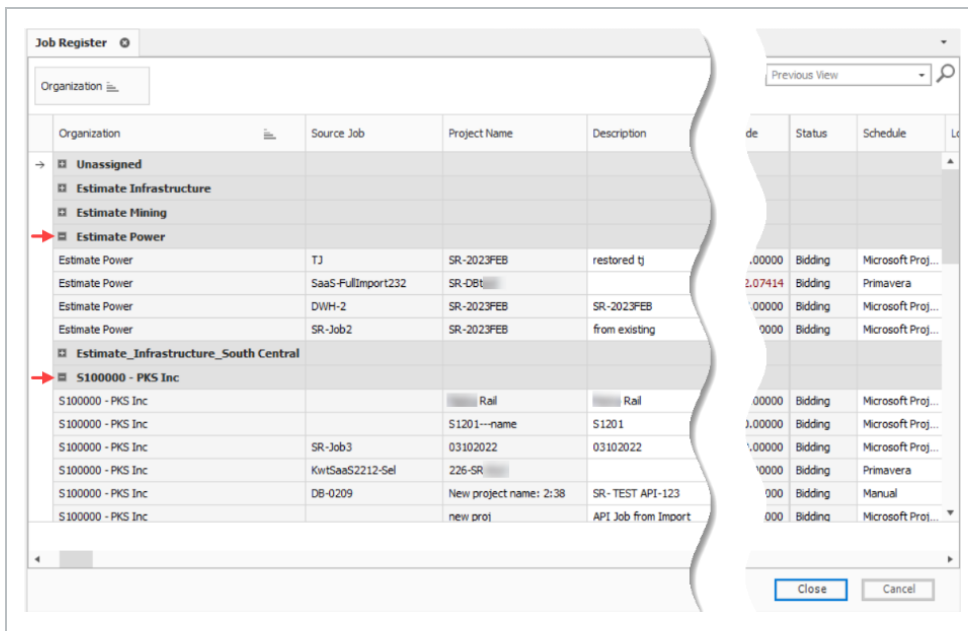 Job Register
Organization
Previous View
Organization Source Job Project Name Description de Status Schedule
Unassigned
Estimate Infrastructure
Estimate Mining
Estimate Power
Estimate Power TJ SR-2023FEB restored tj .00000 Bidding Microsoft Proj...
Estimate Power SaaS-FullImport232 SR-DBt 2.07414 Bidding Primavera
Estimate Power DWH-2 SR-2023FEB SR-2023FEB .00000 Bidding Microsoft Proj...
Estimate Power SR-Job2 SR-2023FEB from existing 0000 Bidding Microsoft Proj...
Estimate_Infrastructure_South Central
S100000 - PKS Inc
S100000 - PKS Inc Rail Rail 00000 Bidding Microsoft Proj...
S100000 - PKS Inc S1201---name S1201 0.00000 Bidding Microsoft Proj...
S100000 - PKS Inc SR-Job3 03102022 03102022 .00000 Bidding Microsoft Proj...
S100000 - PKS Inc KwtSaaS2212-Sel 226-SR 0000 Bidding Primavera
S100000 - PKS Inc DB-0209 New project name: 2:38 SR- TEST API-123 000 Bidding Manual
S100000 - PKS Inc new proj API Job from Import 000 Bidding Microsoft Proj...
Close Cancel